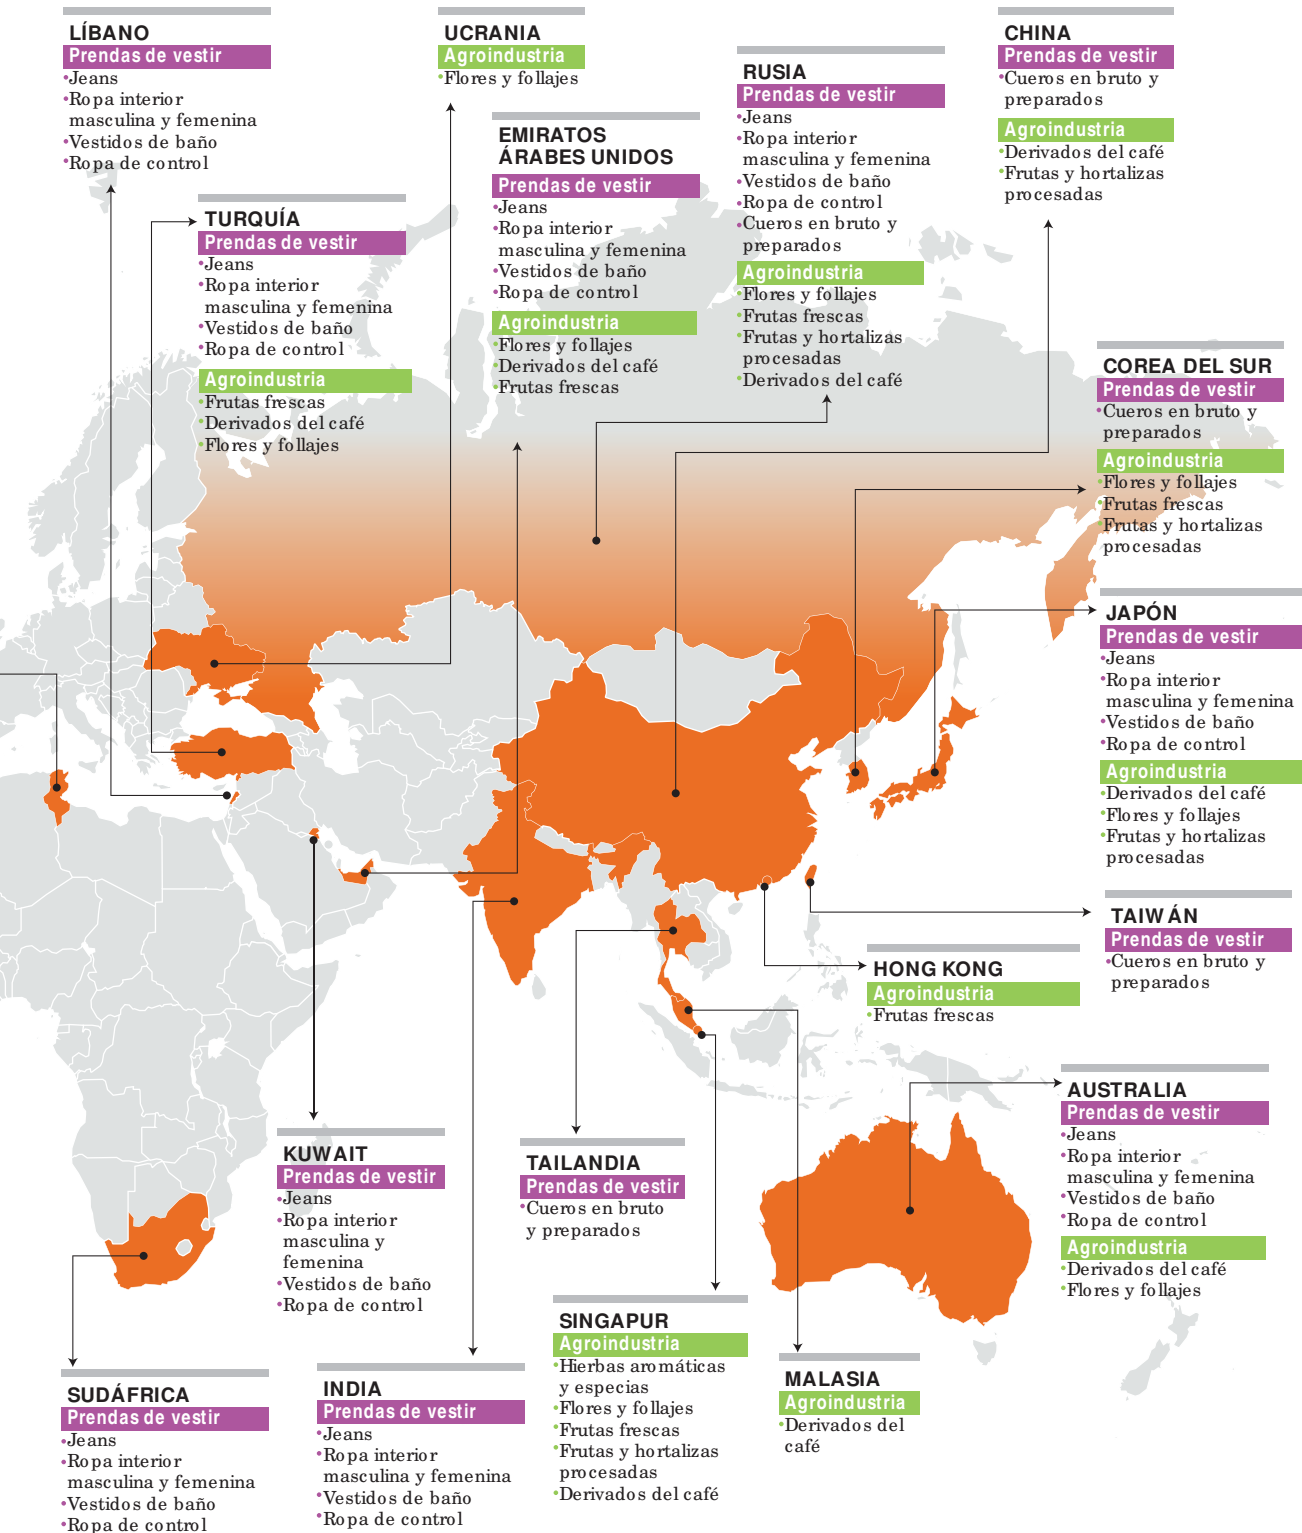 LÍBANO
Prendas de vestir
•Jeans
•Ropa interior
masculina y femenina
•Vestidos de baño
•Ropa de control
UCRANIA
Agroindustria
•Flores y follajes
TURQUÍA
Prendas de vestir
•Jeans
•Ropa interior
masculina y femenina
•Vestidos de baño
•Ropa de control
Agroindustria
•Frutas frescas
•Derivados del café
•Flores y follajes
EMIRATOS
ÁRABES UNIDOS
Prendas de vestir
•Jeans
•Ropa interior
masculina y femenina
•Vestidos de baño
•Ropa de control
Agroindustria
•Flores y follajes
•Derivados del café
•Frutas frescas
RUSIA
Prendas de vestir
•Jeans
•Ropa interior
masculina y femenina
•Vestidos de baño
•Ropa de control
•Cueros en bruto y
preparados
Agroindustria
•Flores y follajes
•Frutas frescas
•Frutas y hortalizas
procesadas
•Derivados del café
CHINA
Prendas de vestir
•Cueros en bruto y
preparados
Agroindustria
•Derivados del café
•Frutas y hortalizas
procesadas
COREA DEL SUR
Prendas de vestir
•Cueros en bruto y
preparados
Agroindustria
•Flores y follajes
•Frutas frescas
•Frutas y hortalizas
procesadas
JAPÓN
Prendas de vestir
•Jeans
•Ropa interior
masculina y femenina
•Vestidos de baño
•Ropa de control
Agroindustria
•Derivados del café
•Flores y follajes
•Frutas y hortalizas
procesadas
TAIWÁN
Prendas de vestir
•Cueros en bruto y
preparados
HONG KONG
Agroindustria
•Frutas frescas
AUSTRALIA
Prendas de vestir
•Jeans
•Ropa interior
masculina y femenina
•Vestidos de baño
•Ropa de control
Agroindustria
•Derivados del café
•Flores y follajes
KUWAIT
Prendas de vestir
•Jeans
•Ropa interior
masculina y
femenina
•Vestidos de baño
•Ropa de control
TAILANDIA
Prendas de vestir
•Cueros en bruto
y preparados
SINGAPUR
Agroindustria
•Hierbas aromáticas
y especias
•Flores y follajes
•Frutas frescas
•Frutas y hortalizas
procesadas
•Derivados del café
MALASIA
Agroindustria
•Derivados del
café
SUDÁFRICA
Prendas de vestir
•Jeans
•Ropa interior
masculina y femenina
•Vestidos de baño
•Ropa de control
INDIA
Prendas de vestir
•Jeans
•Ropa interior
masculina y femenina
•Vestidos de baño
•Ropa de control